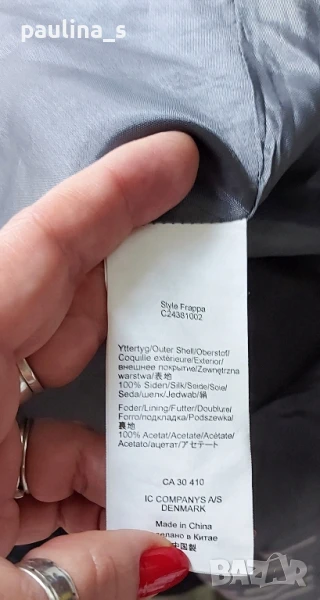 paulina_s
Style Frappa
C24381002
Yttertyg/Outer Shell/Oberstof/
Coquille extérieure/Exterior/
внешнее покрытие/Zewnętrzna
warstwa/表地
100% Siden/Silk/Seide/Soie/
Seda/шелк/Jedwab/絹
Foder/Lining/Futter/Doublure/
Forro/подкладка/Podszewka/
裏地
100% Acetat/Acetate/Acétate/
Acetato/ацетат/アセテート
CA 30 410
IC COMPANYS A/S
DENMARK
Made in China
делано в Китае
中国製
BAZAR